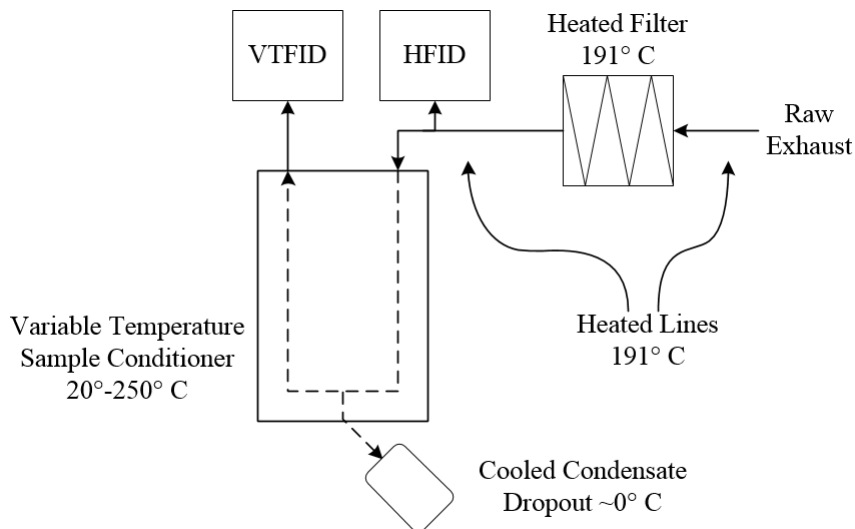 VTFID
HFID
Heated Filter
191° C
Raw
Exhaust
Variable Temperature
Sample Conditioner
20°-250° C
Heated Lines
191° C
Cooled Condensate
Dropout ~0° C